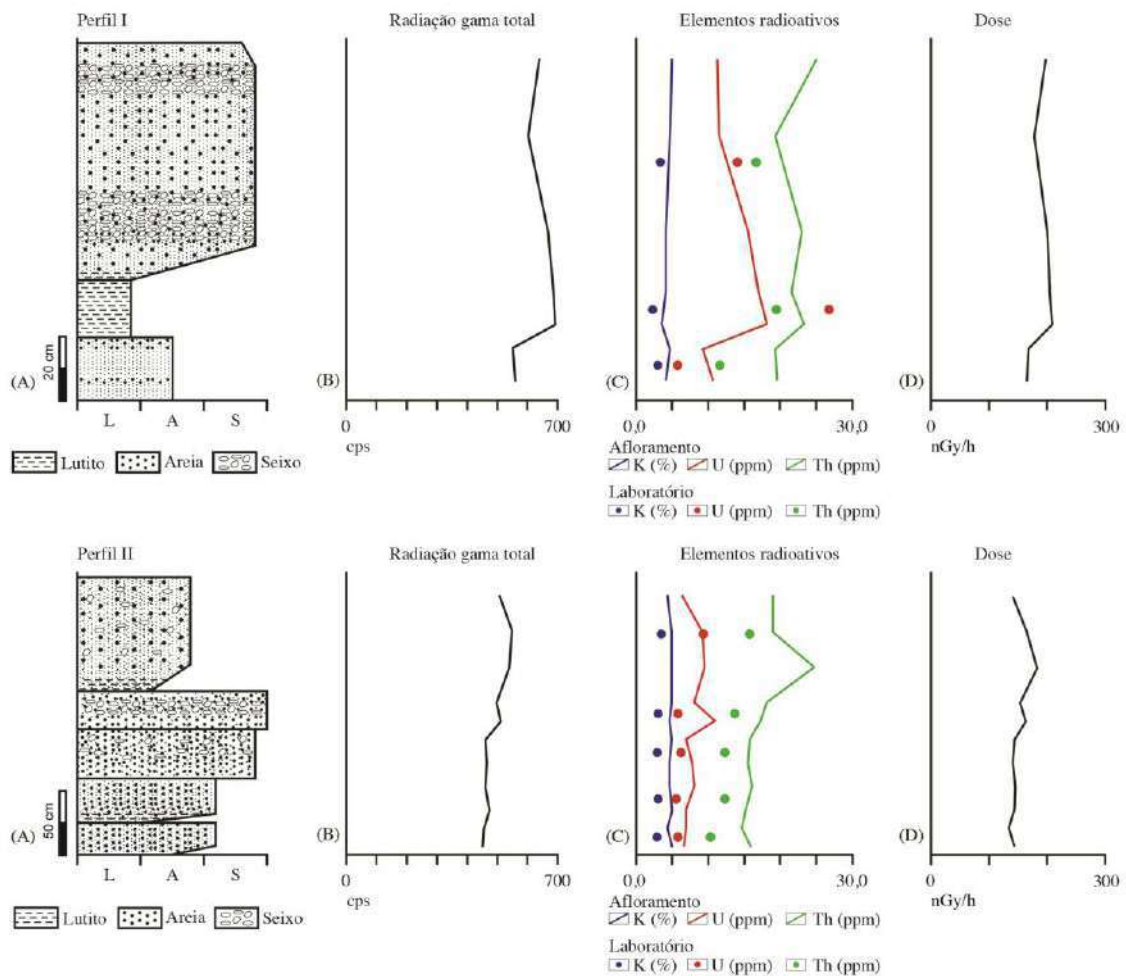 Perfil I
Radiação gama total
Elementos radioativos
Dose
20 cm
(A)
L A S
(B)
0 700
cps
(C)
0,0 30,0
(D)
0 300
nGy/h
Lutito Areia Seixo
Afloramento
K (%) U (ppm) Th (ppm)
Laboratório
K (%) U (ppm) Th (ppm)
Perfil II
Radiação gama total
Elementos radioativos
Dose
50 cm
(A)
L A S
(B)
0 700
cps
(C)
0,0 30,0
(D)
0 300
nGy/h
Lutito Areia Seixo
Afloramento
K (%) U (ppm) Th (ppm)
Laboratório
K (%) U (ppm) Th (ppm)